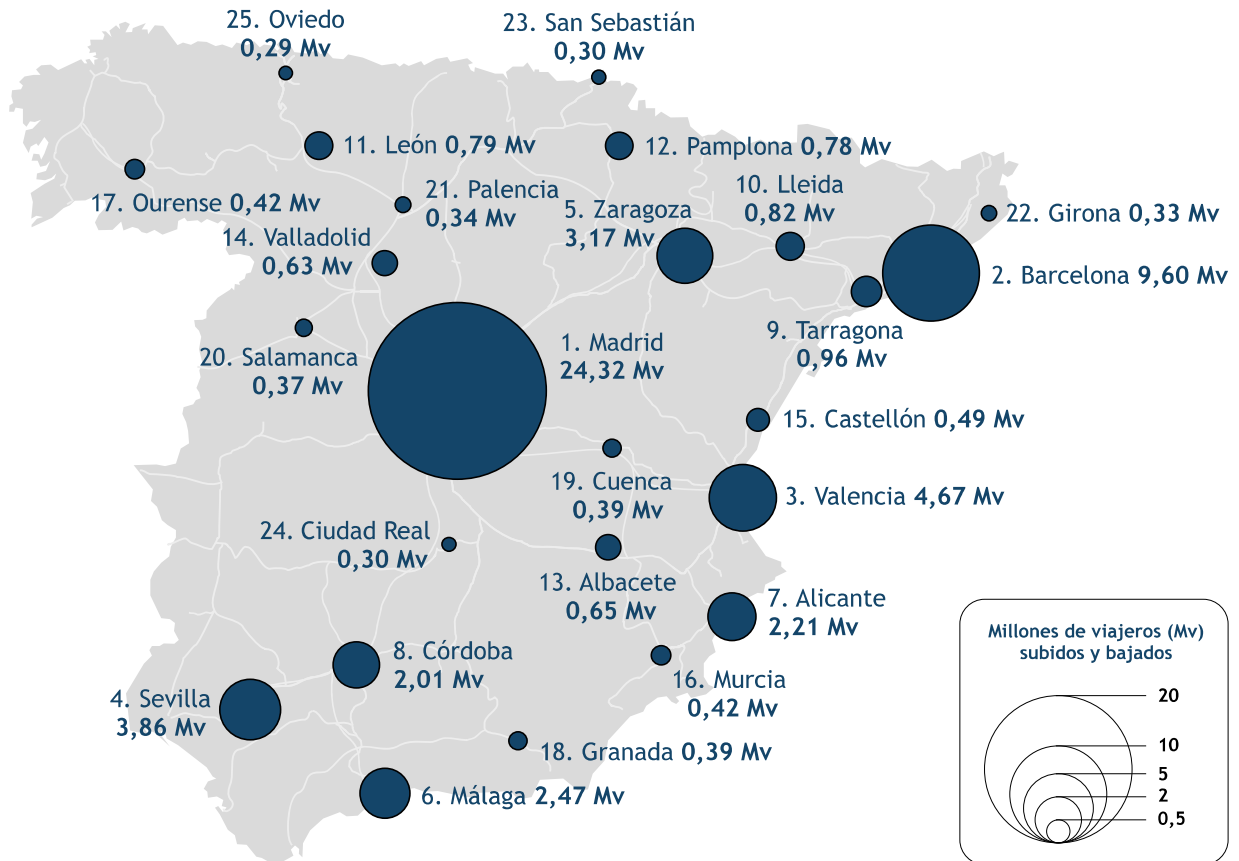 25. Oviedo
0,29 Mv
23. San Sebastián
0,30 Mv
11. León 0,79 Mv
12. Pamplona 0,78 Mv
17. Ourense 0,42 Mv
21. Palencia
0,34 Mv
10. Lleida
0,82 Mv
5. Zaragoza
3,17 Mv
22. Girona 0,33 Mv
14. Valladolid
0,63 Mv
2. Barcelona 9,60 Mv
9. Tarragona
0,96 Mv
20. Salamanca
0,37 Mv
1. Madrid
24,32 Mv
15. Castellón 0,49 Mv
19. Cuenca
0,39 Mv
3. Valencia 4,67 Mv
24. Ciudad Real
0,30 Mv
13. Albacete
0,65 Mv
7. Alicante
2,21 Mv
8. Córdoba
2,01 Mv
16. Murcia
0,42 Mv
4. Sevilla
3,86 Mv
18. Granada 0,39 Mv
6. Málaga 2,47 Mv
Millones de viajeros (Mv)
subidos y bajados
20
10
5
2
0,5